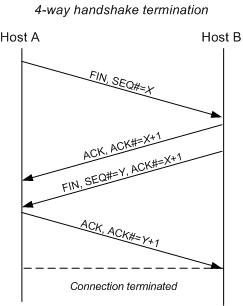 4-way handshake termination
Host A
Host B
FIN, SEQ#=X
ACK, ACK#=X+1
FIN, SEQ#=Y, ACK#=X+1
ACK, ACK#=Y+1
Connection terminated